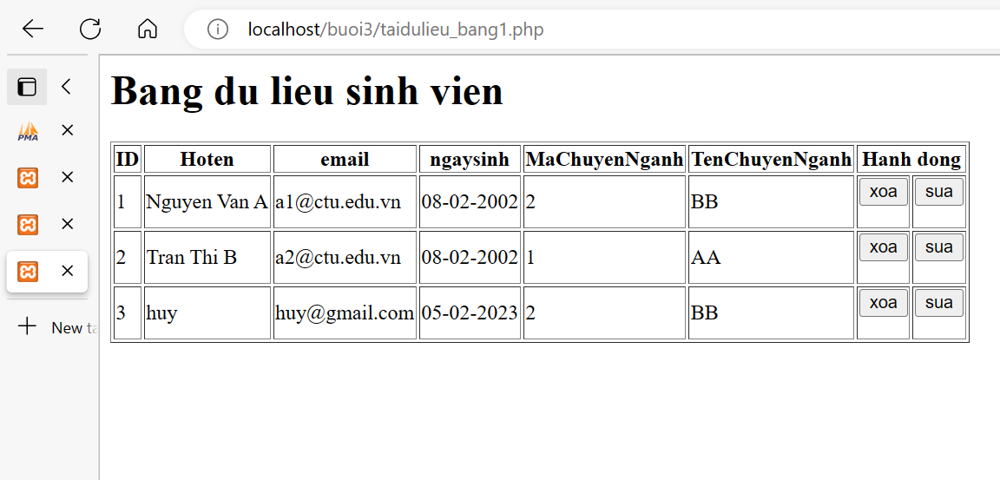 localhost/buoi3/taidulieu_bang1.php
Bang du lieu sinh vien
ID Hoten email ngaysinh MaChuyenNganh TenChuyenNganh Hanh dong
1 Nguyen Van A a1@ctu.edu.vn 08-02-2002 2 BB xoa sua
2 Tran Thi B a2@ctu.edu.vn 08-02-2002 1 AA xoa sua
3 huy huy@gmail.com 05-02-2023 2 BB xoa sua
PMA
New ta